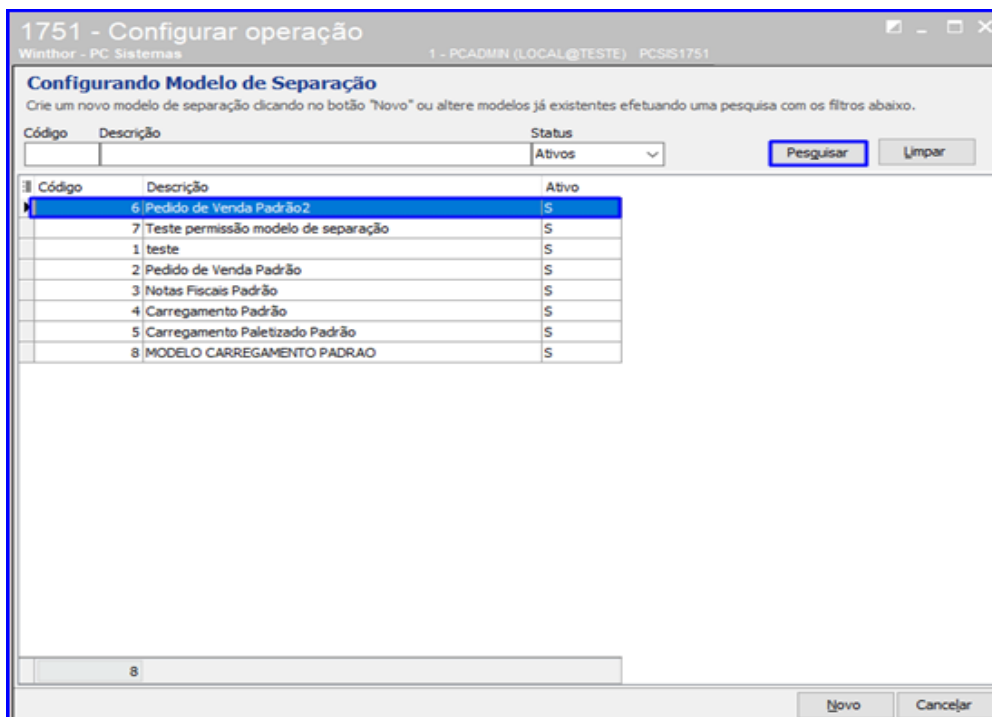 1751 - Configurar operação
Winthor - PC Sistemas 1 - PCADMIN (LOCAL@TESTE) PCSIS1751
Configurando Modelo de Separação
Crie um novo modelo de separação clicando no botão "Novo" ou altere modelos já existentes efetuando uma pesquisa com os filtros abaixo.
Código Descrição Status
Ativos Pesquisar Limpar
Código Descrição Ativo
6 Pedido de Venda Padrão2 S
7 Teste permissão modelo de separação S
1 teste S
2 Pedido de Venda Padrão S
3 Notas Fiscais Padrão S
4 Carregamento Padrão S
5 Carregamento Paletizado Padrão S
8 MODELO CARREGAMENTO PADRAO S
8
Novo Cancelar